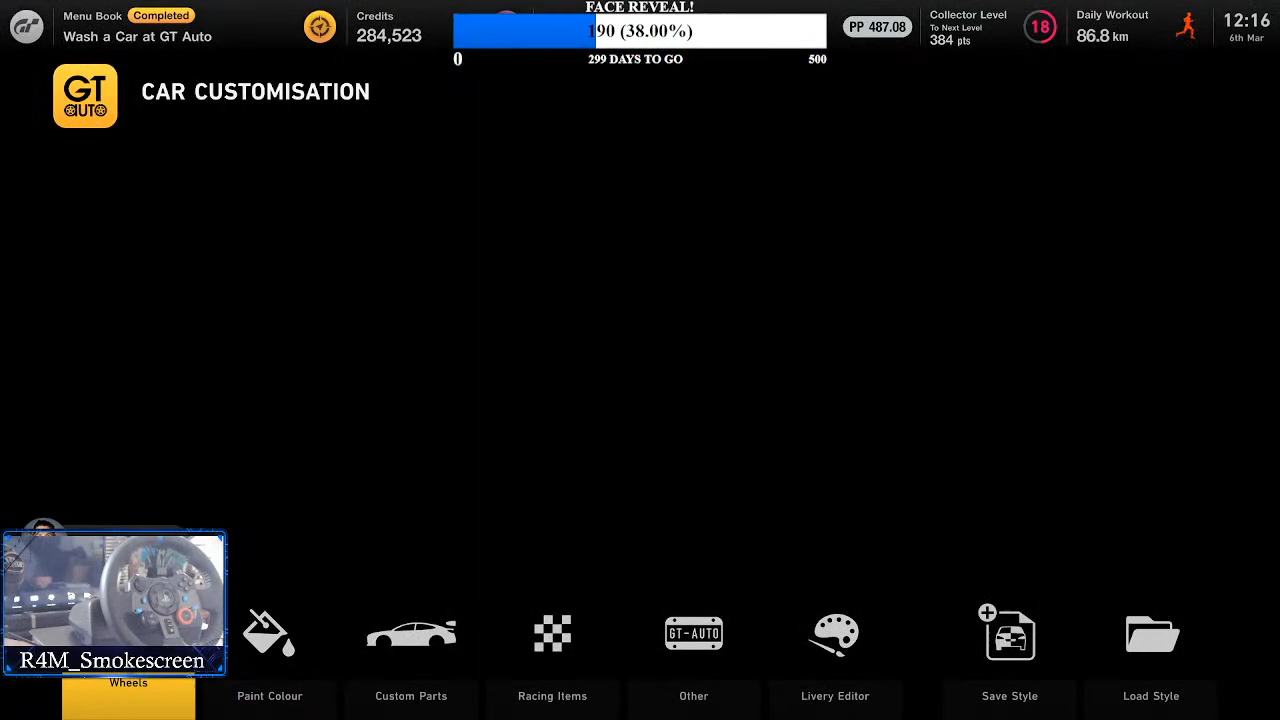 Menu Book Completed
Wash a Car at GT Auto
Credits
284,523
FACE REVEAL!
190 (38.00%)
0 299 DAYS TO GO 500
PP 487.08
Collector Level
To Next Level
384 pts
18
Daily Workout
86.8 km
12:16
6th Mar
GT
AUTO
CAR CUSTOMISATION
GT-AUTO
R4M_Smokescreen
Wheels
Paint Colour
Custom Parts
Racing Items
Other
Livery Editor
Save Style
Load Style